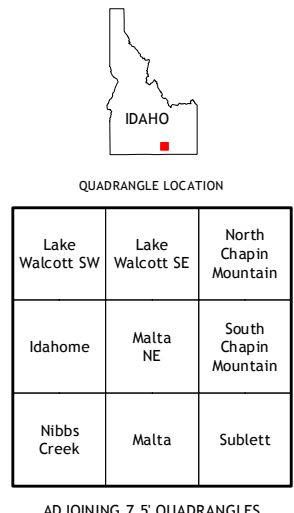 IDAHO
QUADRANGLE LOCATION
Lake
Walcott SW
Lake
Walcott SE
North
Chapin
Mountain
Idahome
Malta
NE
South
Chapin
Mountain
Nibbs
Creek
Malta
Sublett
ADJOINING 7.5' QUADRANGLES